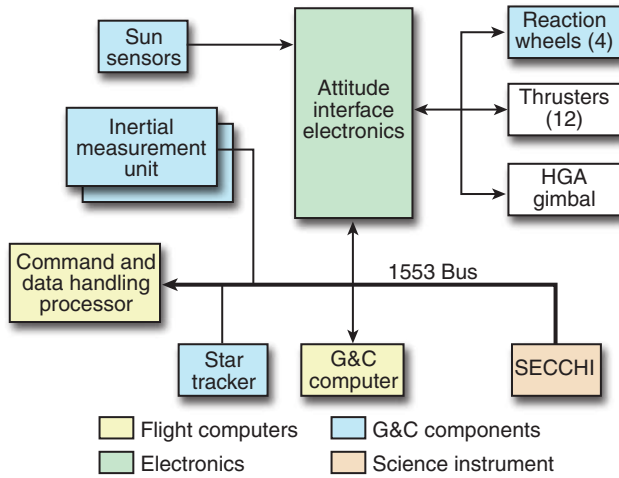 Sun
sensors
Attitude
interface
electronics
Reaction
wheels (4)
Thrusters
(12)
HGA
gimbal
Inertial
measurement
unit
Command and
data handling
processor
1553 Bus
Star
tracker
G&C
computer
SECCHI
Flight computers
G&C components
Electronics
Science instrument